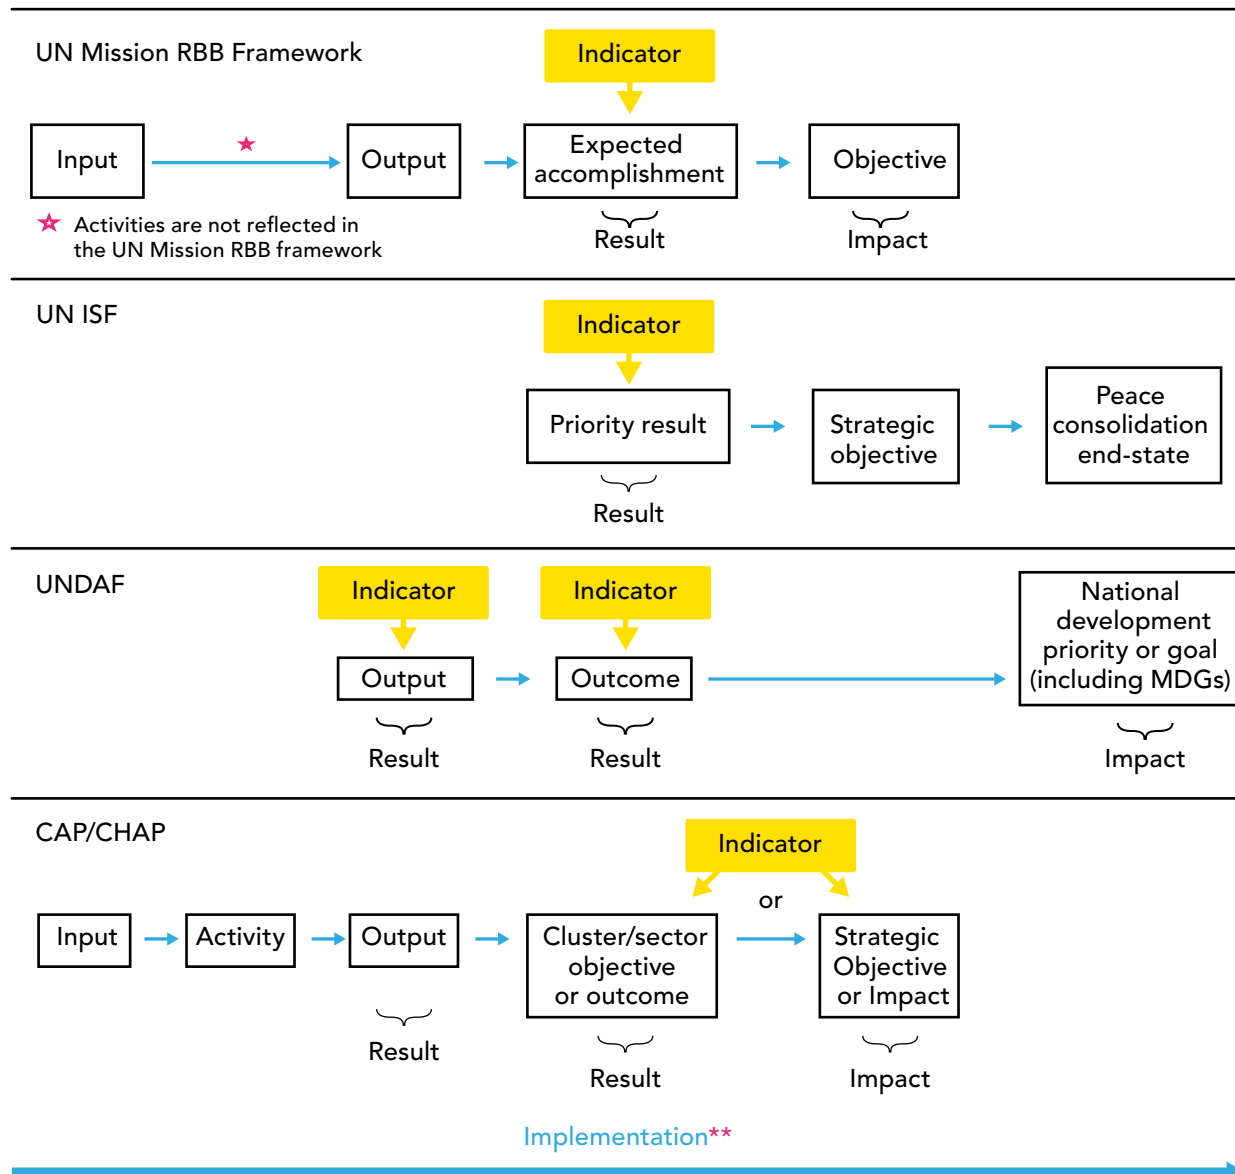 UN Mission RBB Framework
Indicator
Input
Output
Expected
accomplishment
Objective
Activities are not reflected in
the UN Mission RBB framework
Result
Impact
UN ISF
Indicator
Priority result
Strategic
objective
Peace
consolidation
end-state
Result
UNDAF
Indicator
Indicator
Output
Outcome
National
development
priority or goal
(including MDGs)
Result
Result
Impact
CAP/CHAP
Indicator
or
Input
Activity
Output
Cluster/sector
objective
or outcome
Strategic
Objective
or Impact
Result
Result
Impact
Implementation**